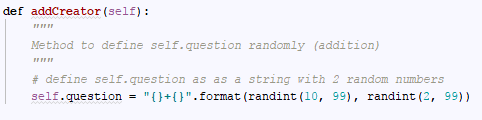 def addCreator(self):
"""
Method to define self.question randomly (addition)
"""
# define self.question as as a string with 2 random numbers
self.question = "{}+{}".format(randint(10, 99), randint(2, 99))